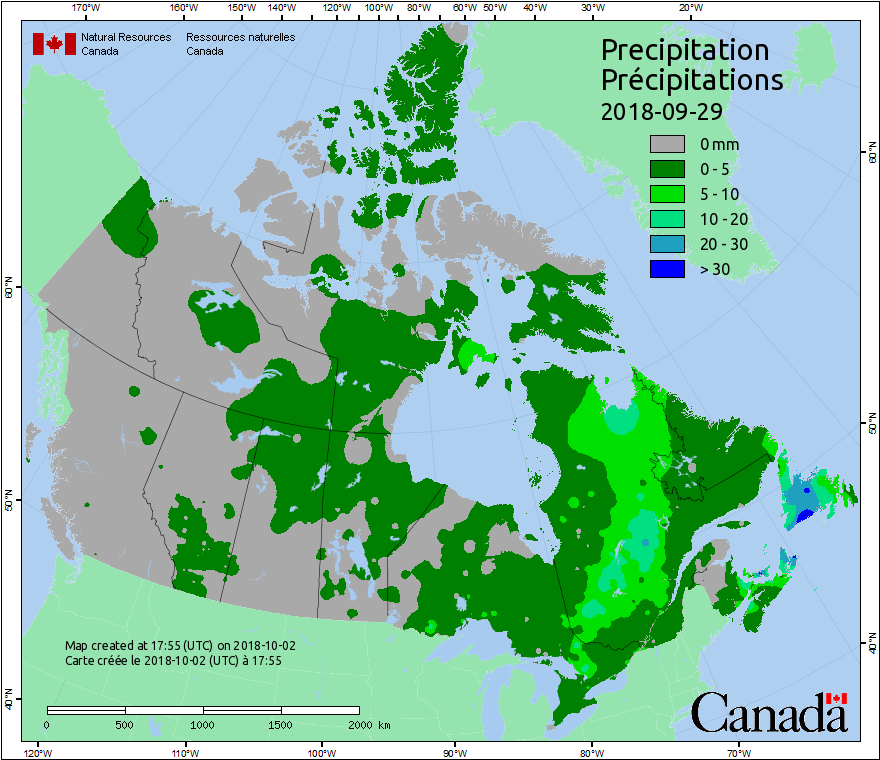 170°W 160°W 150°W 140°W 120°W 100°W 80°W 60°W 50°W 40°W 30°W 20°W
Natural Resources Ressources naturelles
Canada Canada
Precipitation
Précipitations
2018-09-29
0 mm
0 - 5
5 - 10
10 - 20
20 - 30
> 30
60°N
60°N
50°N
50°N
40°N
40°N
Map created at 17:55 (UTC) on 2018-10-02
Carte créée le 2018-10-02 (UTC) à 17:55
0 500 1000 1500 2000 km
Canada
120°W 110°W 100°W 90°W 80°W 70°W